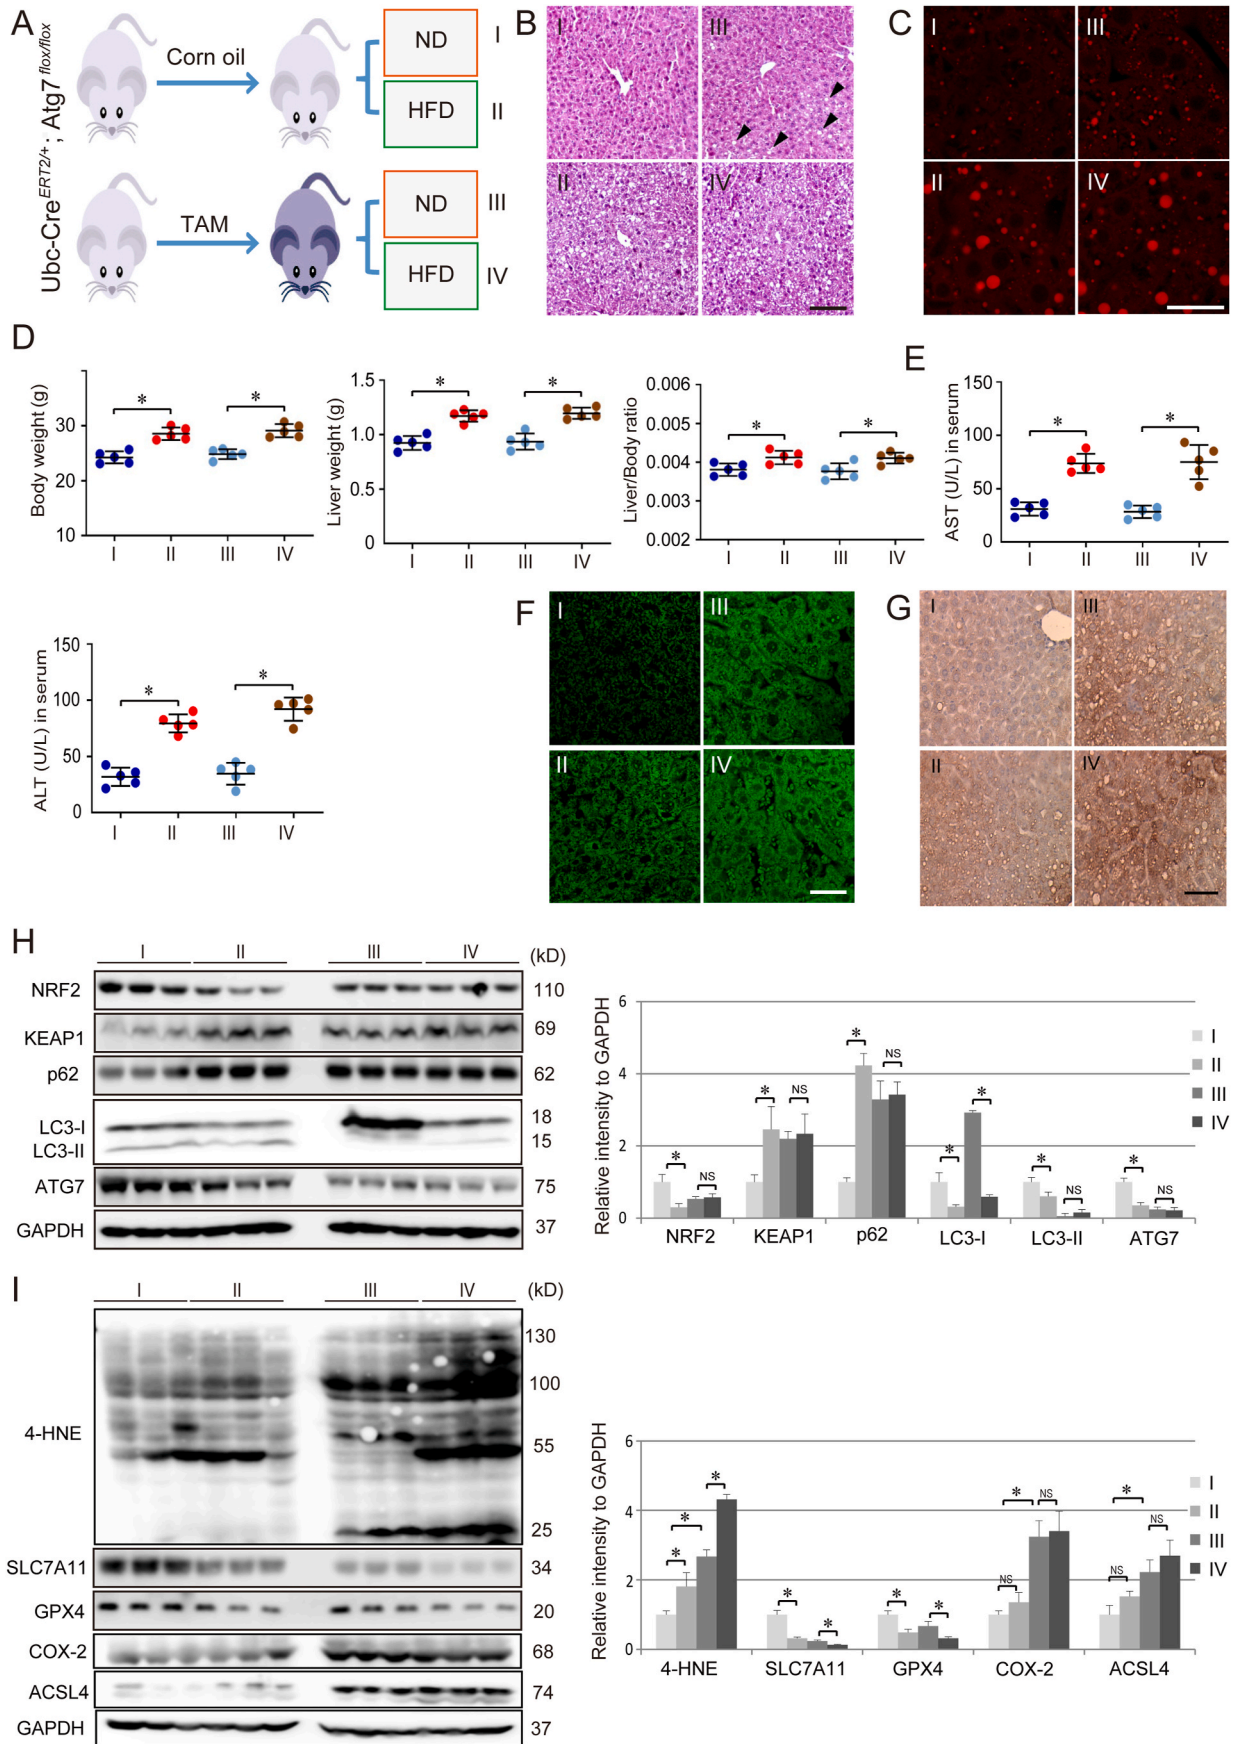 A
Ubc-Cre^ERT2/+; Atg7^flox/flox
Corn oil
ND
I
HFD
II
TAM
ND
III
HFD
IV
B
I
III
II
IV
C
I
III
II
IV
D
Body weight (g)
30
20
10
*
*
I II III IV
Liver weight (g)
1.5
1.0
0.5
0
*
*
I II III IV
Liver/Body ratio
0.006
0.005
0.004
0.003
0.002
*
*
I II III IV
E
AST (U/L) in serum
150
100
50
0
*
*
I II III IV
ALT (U/L) in serum
150
100
50
0
*
*
I II III IV
F
I
III
II
IV
G
I
III
II
IV
H
I II III IV (kD)
NRF2 110
KEAP1 69
p62 62
LC3-I 18
LC3-II 15
ATG7 75
GAPDH 37
Relative intensity to GAPDH
6
4
2
0
* NS
* NS
* NS
* *
* NS
* NS
NRF2 KEAP1 p62 LC3-I LC3-II ATG7
I
II
III
IV
I
I II III IV (kD)
4-HNE
130
100
55
25
SLC7A11 34
GPX4 20
COX-2 68
ACSL4 74
GAPDH 37
Relative intensity to GAPDH
6
4
2
0
* * *
* *
* *
NS * NS
NS * NS
4-HNE SLC7A11 GPX4 COX-2 ACSL4
I
II
III
IV